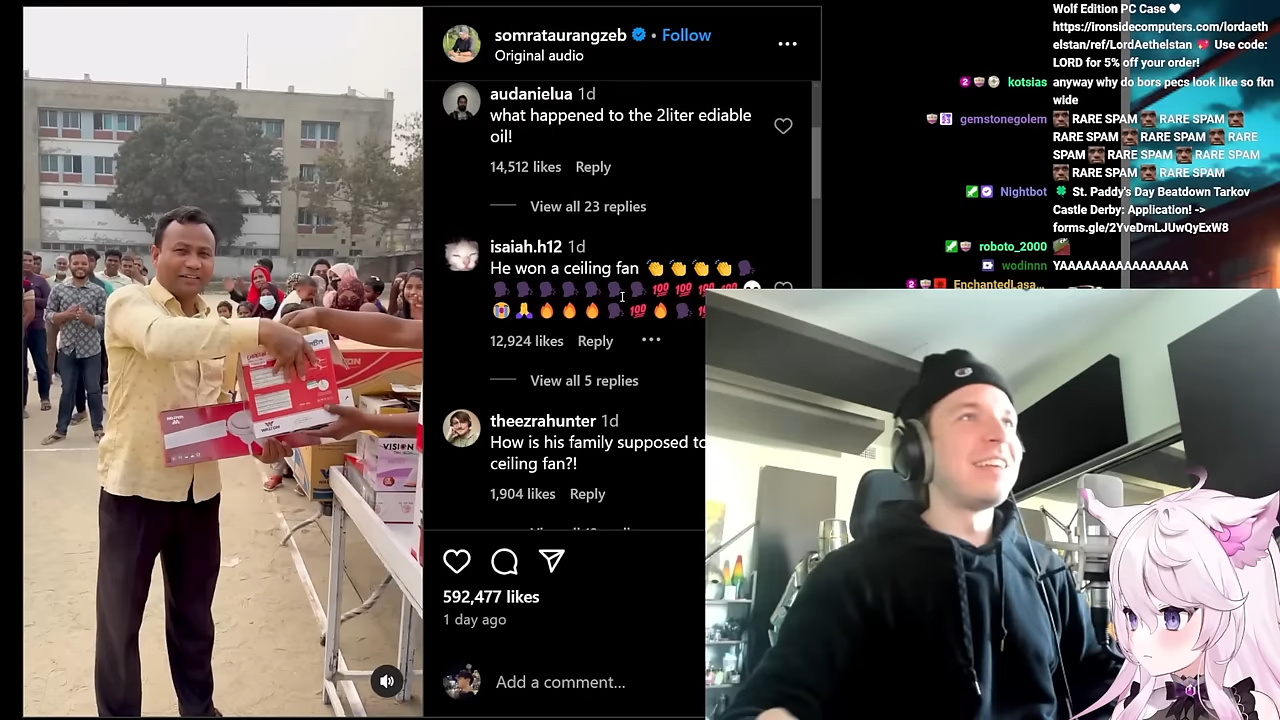 somrataurangzeb • Follow
Original audio
audanielua 1d
what happened to the 2liter ediable
oil!
14,512 likes Reply
View all 23 replies
isaiah.h12 1d
He won a ceiling fan 👏👏👏👏🗣
🗣🗣🗣🗣🗣🗣🗣💯💯💯💯💀
😭🙏🔥🔥🔥🗣💯🔥🗣💯
12,924 likes Reply
View all 5 replies
theezrahunter 1d
How is his family supposed to
ceiling fan?!
1,904 likes Reply
592,477 likes
1 day ago
Add a comment...
Wolf Edition PC Case 🤍
https://ironsidecomputers.com/lordaeth
elstan/ref/LordAethelstan 💖 Use code:
LORD for 5% off your order!
kotsias anyway why do bors pecs look like so fkn
wide
gemstonegolem RARE SPAM RARE SPAM
RARE SPAM RARE SPAM RARE
SPAM RARE SPAM RARE SPAM
RARE SPAM RARE SPAM
Nightbot 🍀 St. Paddy's Day Beatdown Tarkov
Castle Derby: Application! ->
forms.gle/2YveDrnLJUwQyExW8
roboto_2000
wodinnn YAAAAAAAAAAAAAAA
EnchantedLasa...
VISION
WALTON